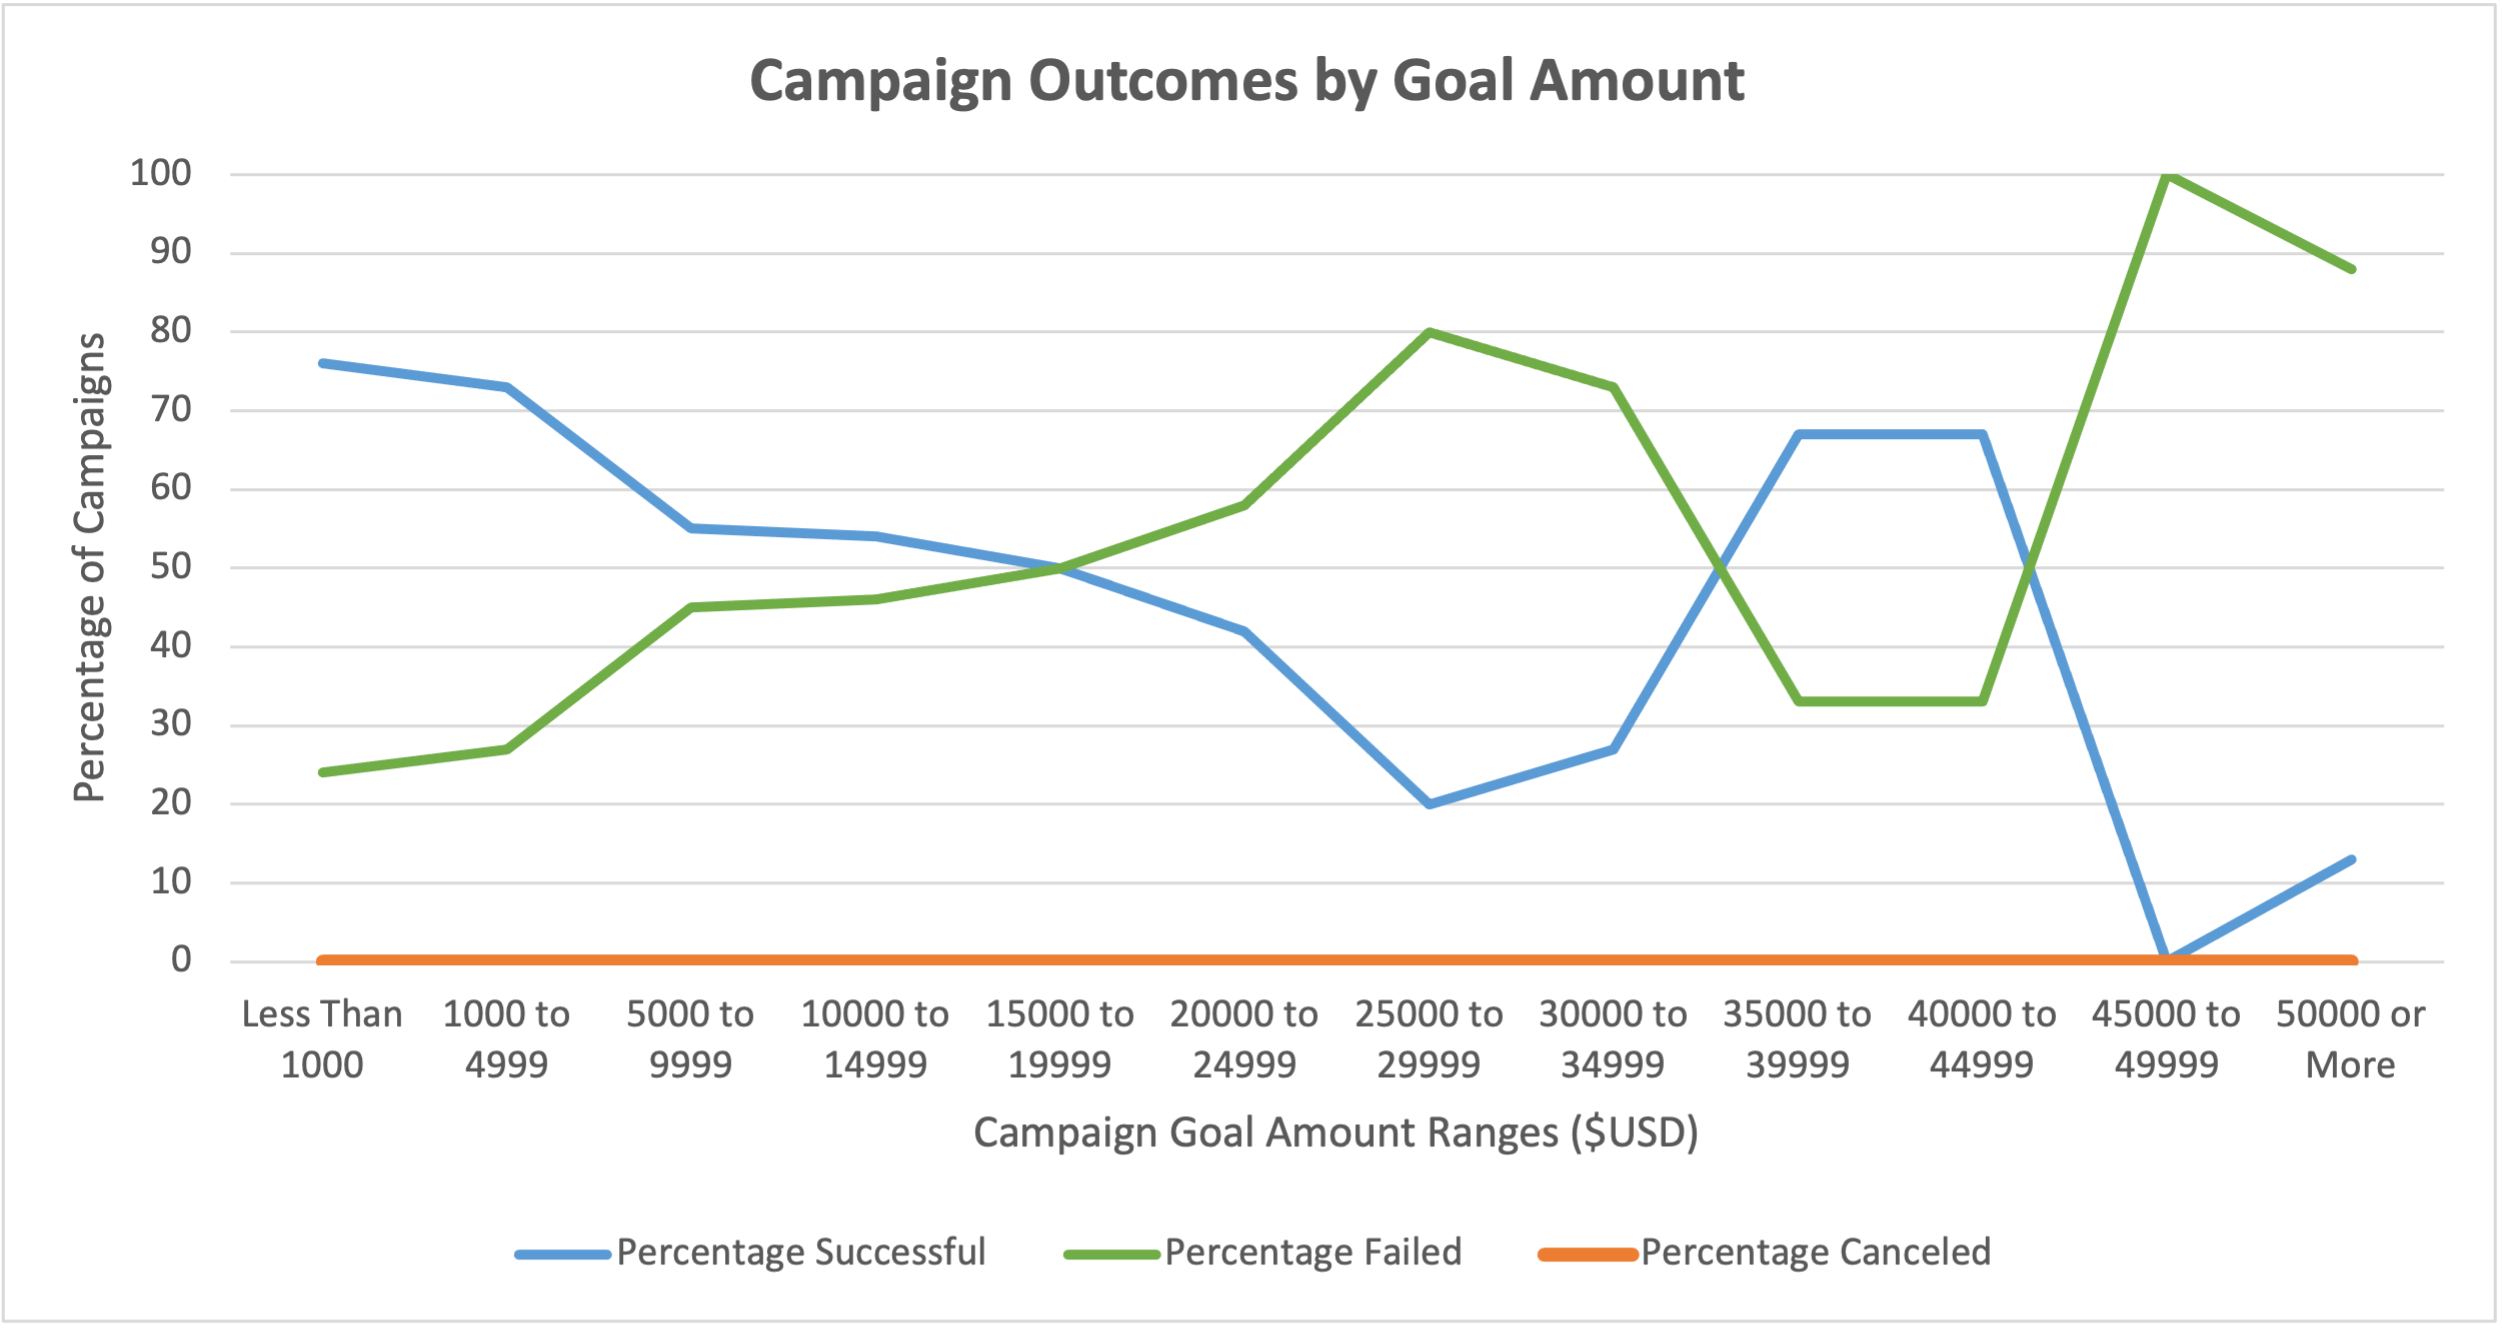 Campaign Outcomes by Goal Amount
100
90
80
70
60
50
40
30
20
10
0
Percentage of Campaigns
Less Than 1000 to 5000 to 10000 to 15000 to 20000 to 25000 to 30000 to 35000 to 40000 to 45000 to 50000 or
1000 4999 9999 14999 19999 24999 29999 34999 39999 44999 49999 More
Campaign Goal Amount Ranges ($USD)
Percentage Successful Percentage Failed Percentage Canceled